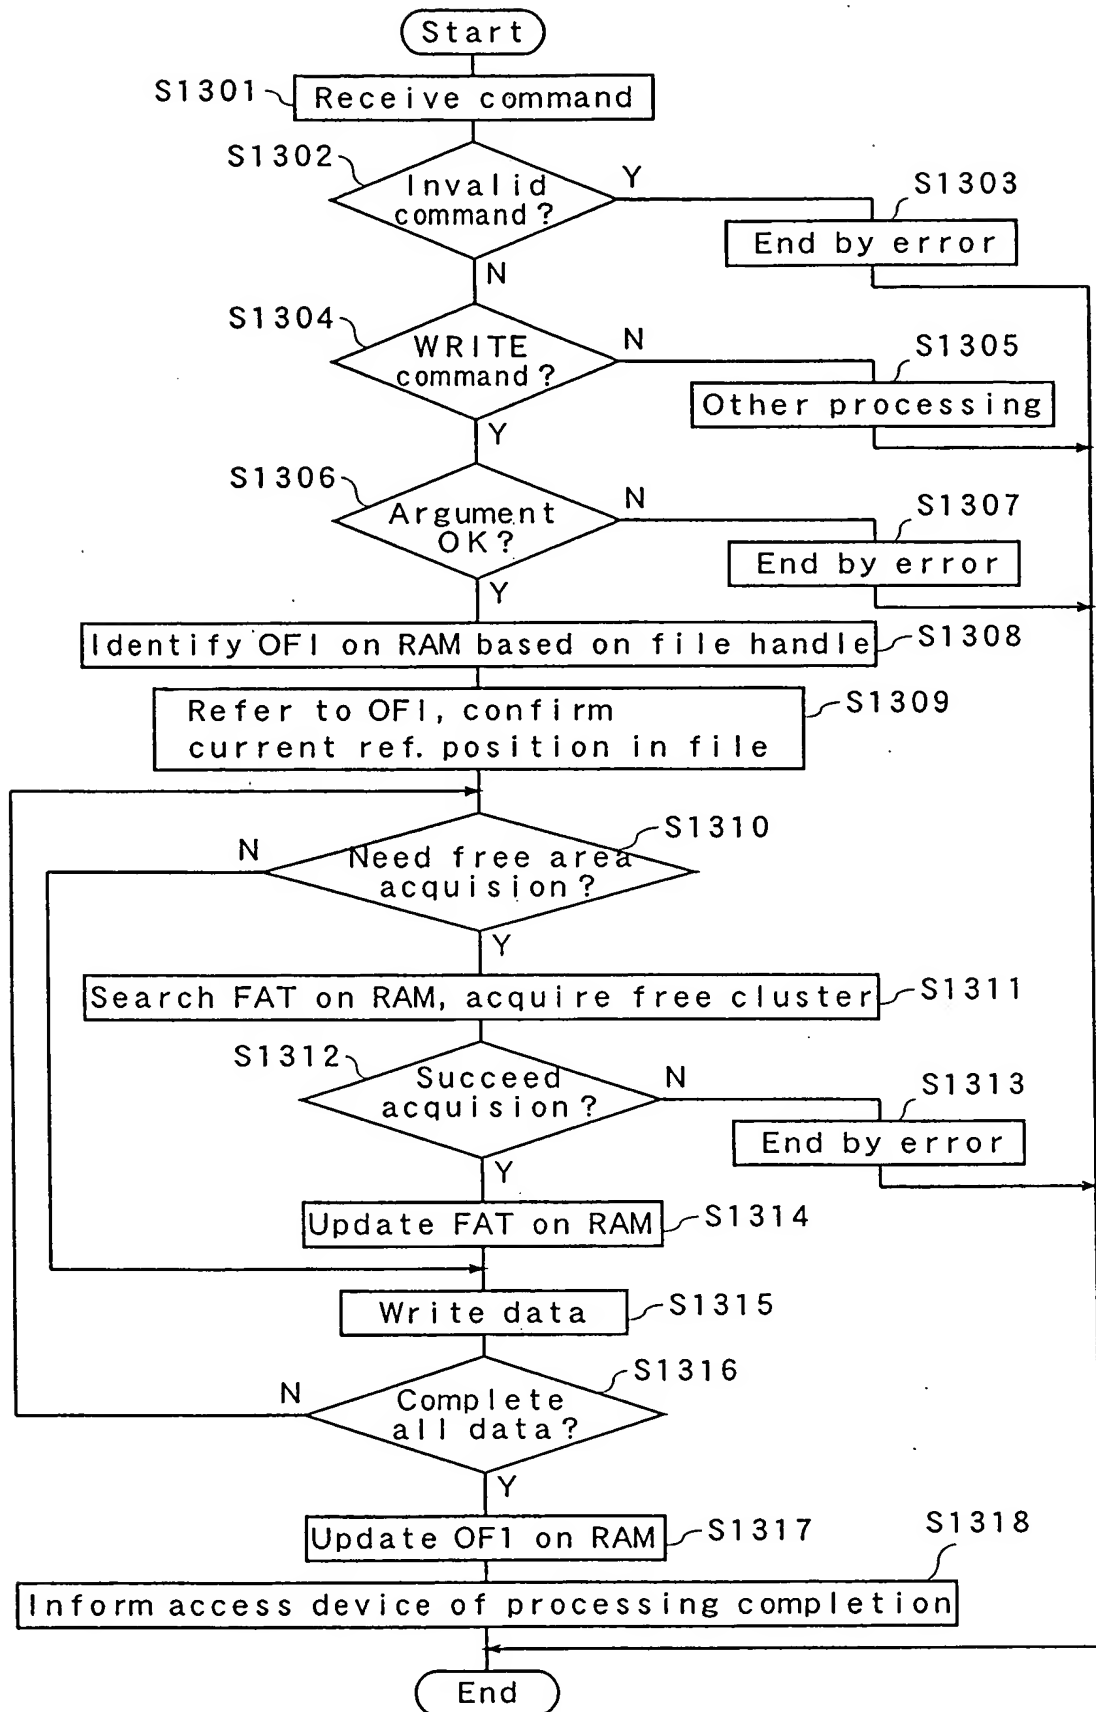 Start
S1301
Receive command
S1302
Invalid
command?
Y
S1303
End by error
N
S1304
WRITE
command?
N
S1305
Other processing
Y
S1306
Argument
OK?
N
S1307
End by error
Y
Identify OFI on RAM based on file handle
S1308
Refer to OFI, confirm
current ref. position in file
S1309
S1310
N
Need free area
acquision?
Y
Search FAT on RAM, acquire free cluster
S1311
S1312
Succeed
acquision?
N
S1313
End by error
Y
Update FAT on RAM
S1314
Write data
S1315
S1316
N
Complete
all data?
Y
Update OFI on RAM
S1317
S1318
Inform access device of processing completion
End